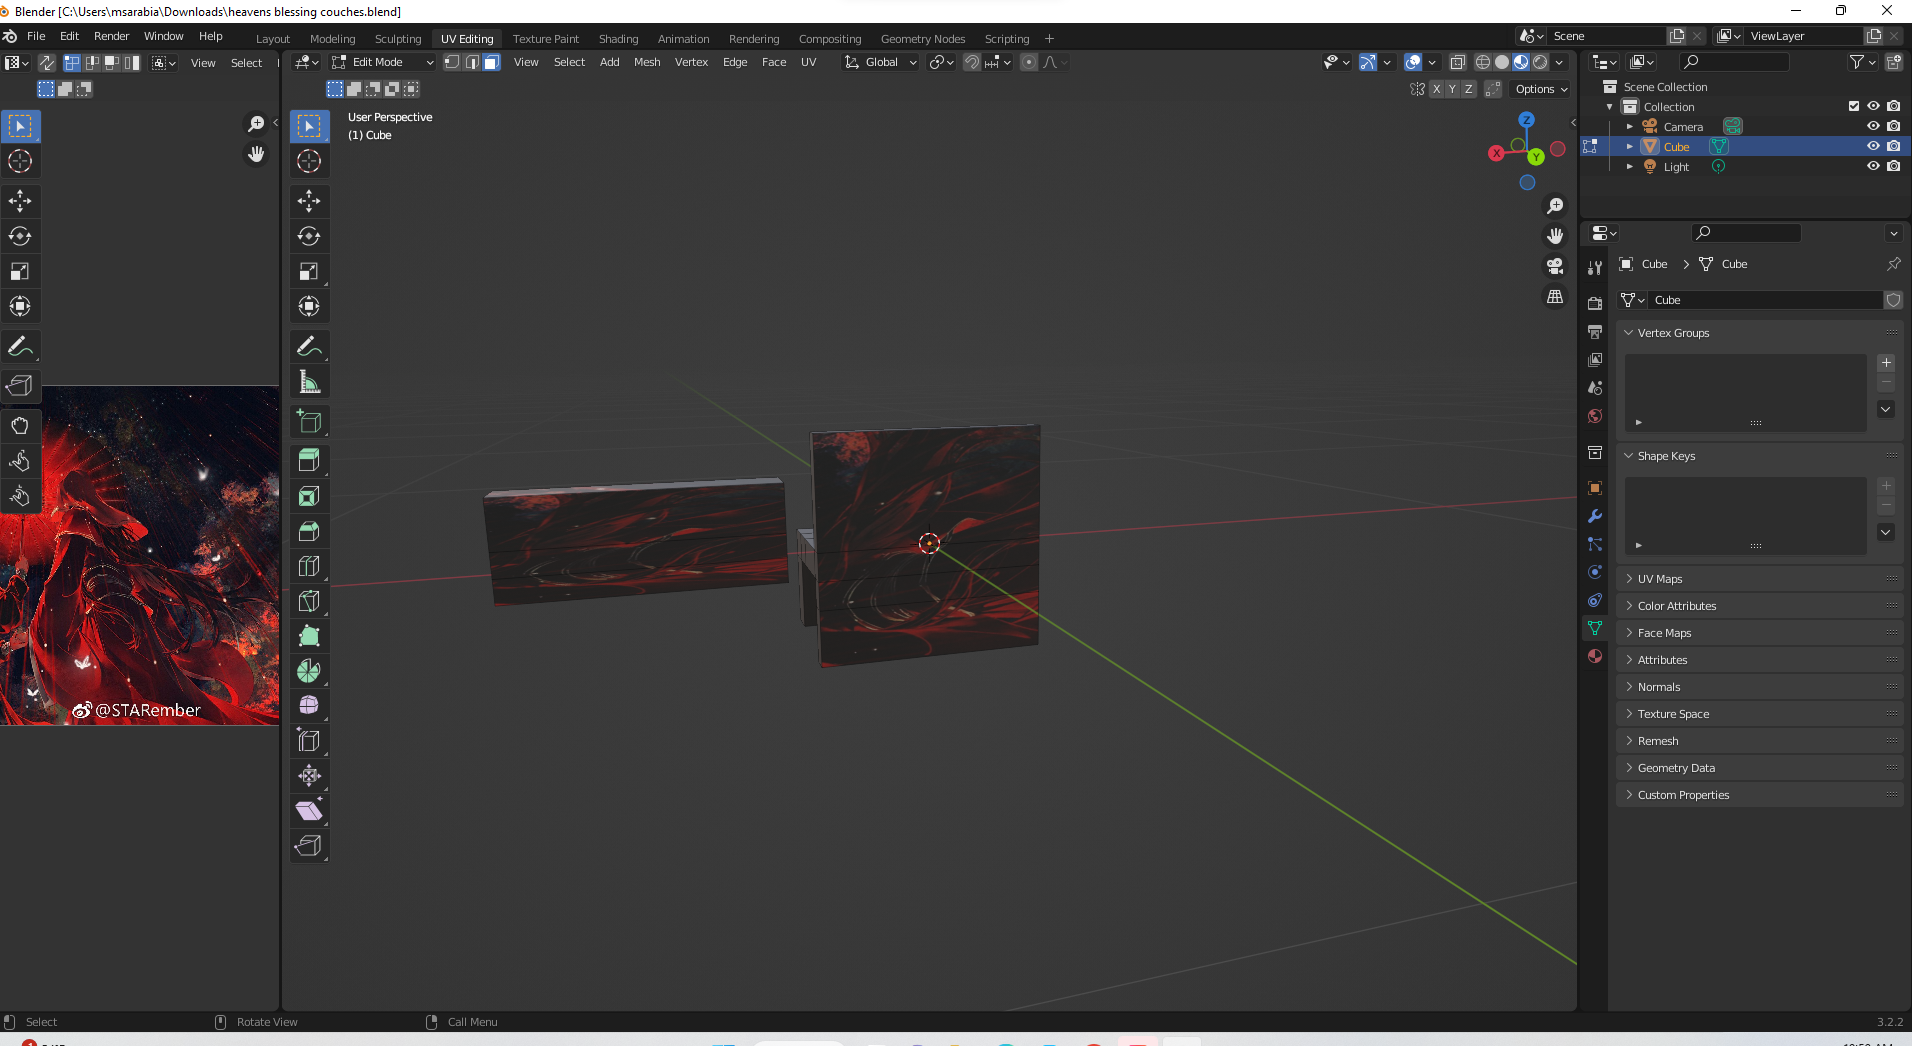 Blender [C:\Users\msarabia\Downloads\heavens blessing couches.blend]
File Edit Render Window Help Layout Modeling Sculpting UV Editing Texture Paint Shading Animation Rendering Compositing Geometry Nodes Scripting + Scene ViewLayer
View Select Edit Mode View Select Add Mesh Vertex Edge Face UV Global
X Y Z Options
Scene Collection
Collection
Camera
Cube
Light
User Perspective
(1) Cube
Z
X
Y
Cube > Cube
Cube
Vertex Groups
Shape Keys
UV Maps
Color Attributes
Face Maps
Attributes
Normals
Texture Space
Remesh
Geometry Data
Custom Properties
@STARember
Select Rotate View Call Menu 3.2.2